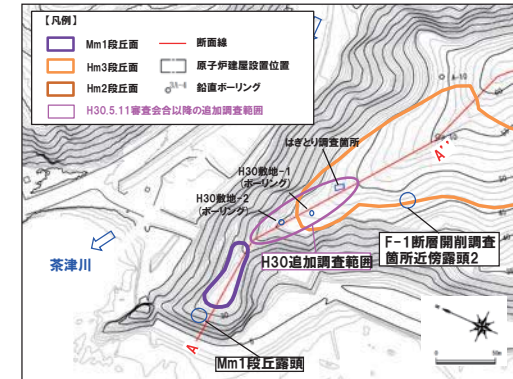 【凡例】
Mm1段丘面
Hm3段丘面
Hm2段丘面
H30.5.11審査会合以降の追加調査範囲
断面線
原子炉建屋設置位置
鉛直ボーリング
はぎとり調査箇所
A''
H30敷地-1
(ボーリング)
H30敷地-2
(ボーリング)
F-1断層開削調査
箇所近傍露頭2
茶津川
H30追加調査範囲
A
Mm1段丘露頭